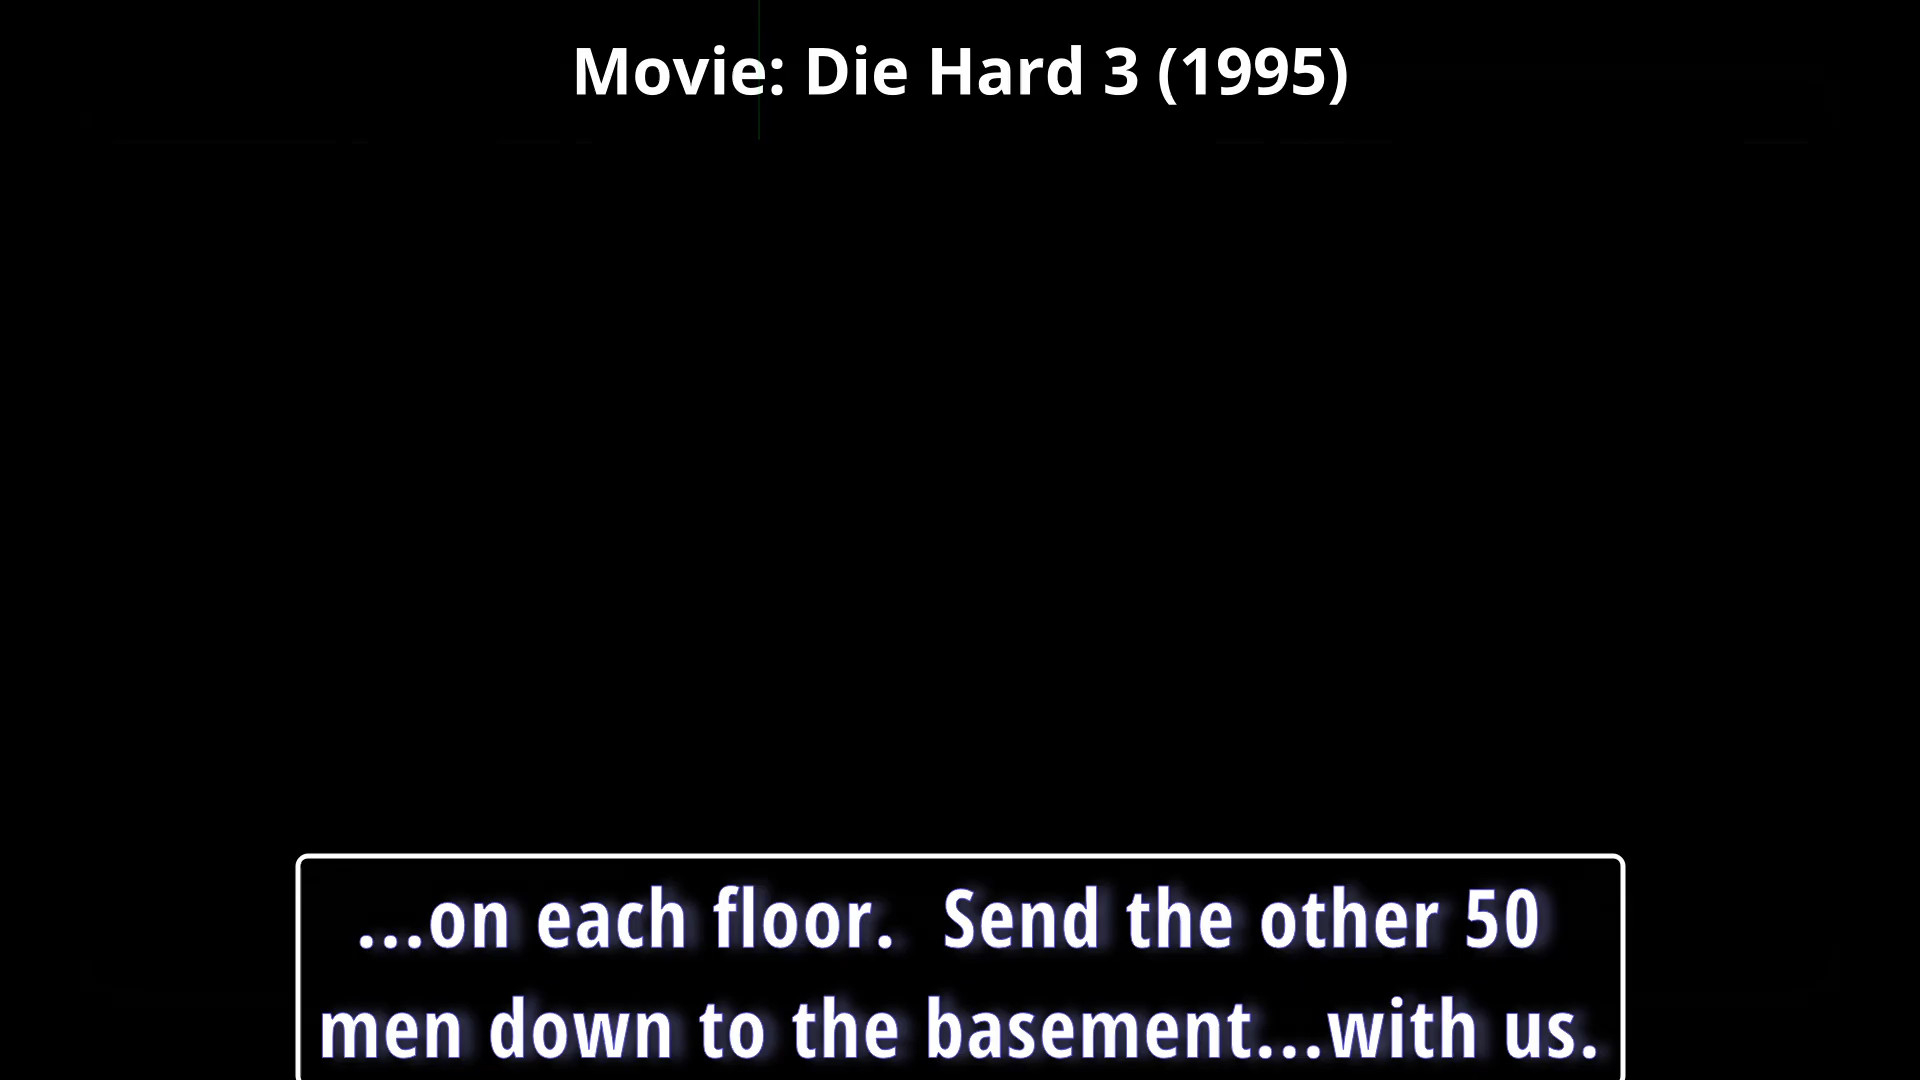 Movie: Die Hard 3 (1995)
...on each floor.  Send the other 50
men down to the basement...with us.